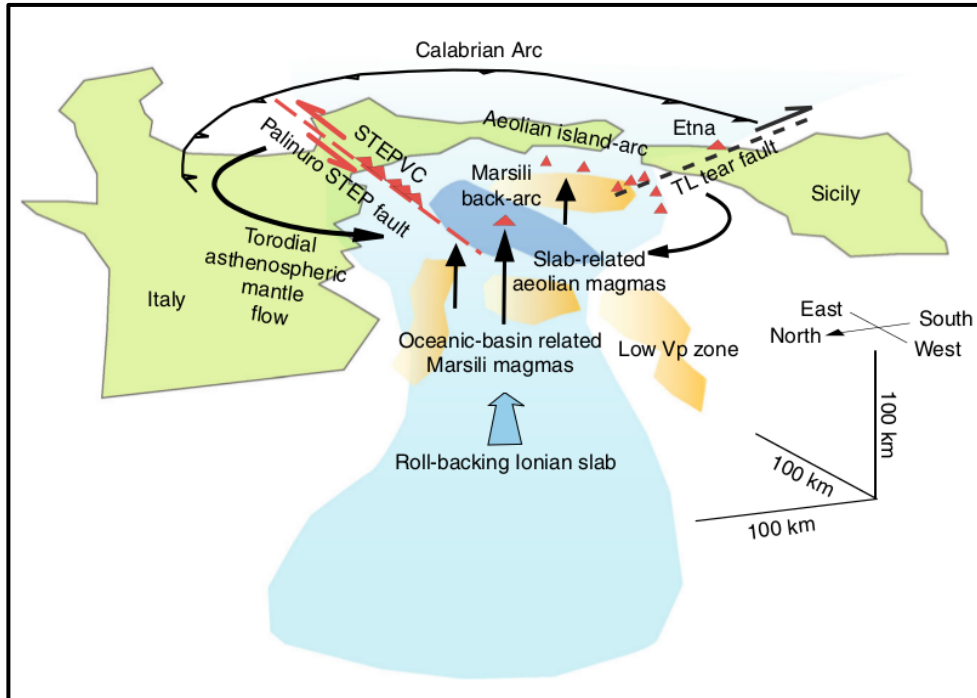 Calabrian Arc
Aeolian island-arc
Etna
STEPVC
Palinuro STEP fault
TL tear fault
Marsili
back-arc
Sicily
Torodial
asthenospheric
mantle
flow
Italy
Slab-related
aeolian magmas
Oceanic-basin related
Marsili magmas
Low Vp zone
East
North
South
West
Roll-backing Ionian slab
100 km
100 km
100 km